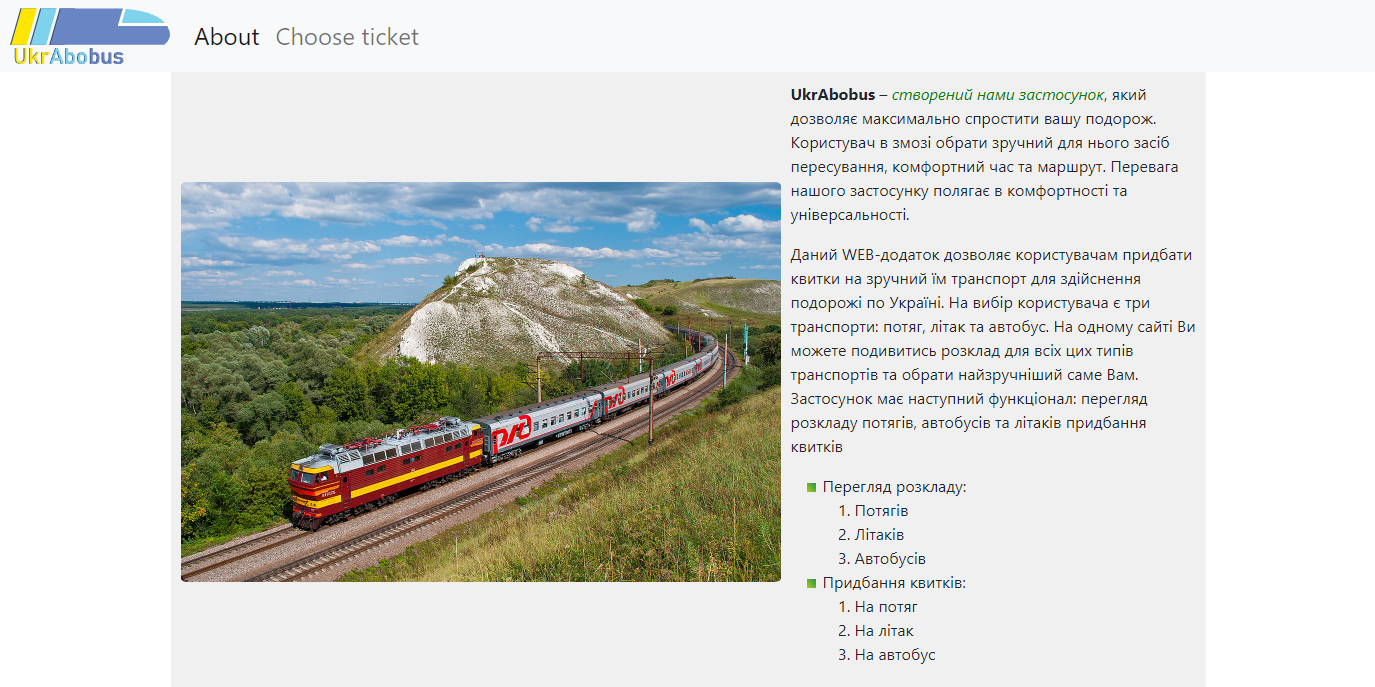 UkrAbobus
About Choose ticket
UkrAbobus – створений нами застосунок, який
дозволяє максимально спростити вашу подорож.
Користувач в змозі обрати зручний для нього засіб
пересування, комфортний час та маршрут. Перевага
нашого застосунку полягає в комфортності та
універсальності.
Даний WEB-додаток дозволяє користувачам придбати
квитки на зручний їм транспорт для здійснення
подорожі по Україні. На вибір користувача є три
транспорти: потяг, літак та автобус. На одному сайті Ви
можете подивитись розклад для всіх цих типів
транспортів та обрати найзручніший саме Вам.
Застосунок має наступний функціонал: перегляд
розкладу потягів, автобусів та літаків придбання
квитків
Перегляд розкладу:
1. Потягів
2. Літаків
3. Автобусів
Придбання квитків:
1. На потяг
2. На літак
3. На автобус